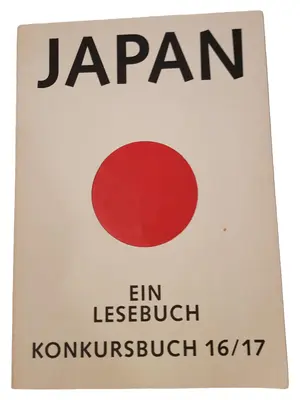 JAPAN
EIN
LESEBUCH
KONKURSBUCH 16/17